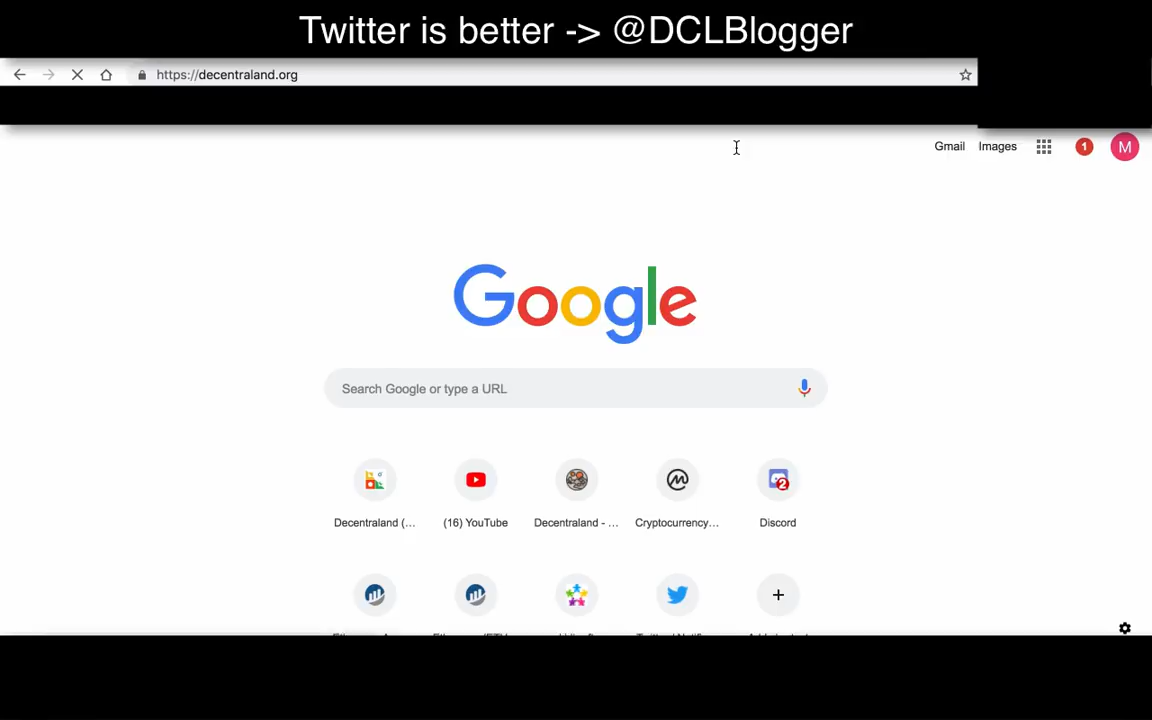 Twitter is better -> @DCLBlogger
https://decentraland.org
Gmail Images 1 M
Google
Search Google or type a URL
2
Decentraland (... (16) YouTube Decentraland - ... Cryptocurrency... Discord